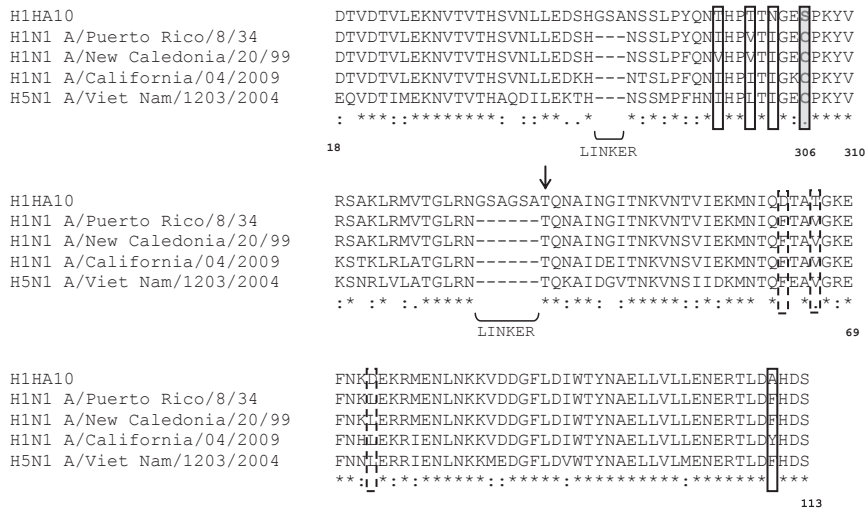 H1HA10 DTVDTVLEKNVTVTHSVNLLEDSHGSANSSLPYQNTHPTTNGESPKYV
H1N1 A/Puerto Rico/8/34 DTVDTVLEKNVTVTHSVNLLEDSH---NSSLPYQNIHPVTIGECPKYV
H1N1 A/New Caledonia/20/99 DTVDTVLEKNVTVTHSVNLLEDSH---NSSLPFQNVHPVTIGECPKYV
H1N1 A/California/04/2009 DTVDTVLEKNVTVTHSVNLLEDKH---NTSLPFQNIHPITIGKCPKYV
H5N1 A/Viet Nam/1203/2004 EQVDTIMEKNVTVTHAQDILEKTH---NSSMPFHNIHPLTIGECPKYV
: ***::********: ::**..*   *:*:*::*:** * *:.****
18 LINKER 306 310
H1HA10 RSAKLRMVTGLRNGSAGSATQNAINGITNKVNTVIEKMNIQDTATGKE
H1N1 A/Puerto Rico/8/34 RSAKLRMVTGLRN------TQNAINGITNKVNTVIEKMNIQFTAVGKE
H1N1 A/New Caledonia/20/99 RSAKLRMVTGLRN------TQNAINGITNKVNSVIEKMNTQFTAVGKE
H1N1 A/California/04/2009 KSTKLRLATGLRN------TQNAIDEITNKVNSVIEKMNTQFTAVGKE
H5N1 A/Viet Nam/1203/2004 KSNRLVLATGLRN------TQKAIDGVTNKVNSIIDKMNTQFEAVGRE
:* :* :.*****      **:**: :*****::*:*** *  *.*:*
LINKER 69
H1HA10 FNKDEKRMENLNKKVDDGFLDIWTYNAELLVLLENERTLDAHDS
H1N1 A/Puerto Rico/8/34 FNKLEKRMENLNKKVDDGFLDIWTYNAELLVLLENERTLDFHDS
H1N1 A/New Caledonia/20/99 FNKLERRMENLNKKVDDGFLDIWTYNAELLVLLENERTLDFHDS
H1N1 A/California/04/2009 FNHLEKRIENLNKKVDDGFLDIWTYNAELLVLLENERTLDYHDS
H5N1 A/Viet Nam/1203/2004 FNNLERRIENLNKKMEDGFLDVWTYNAELLVLMENERTLDFHDS
**: *:*:******::*****:**********:******* ***
113